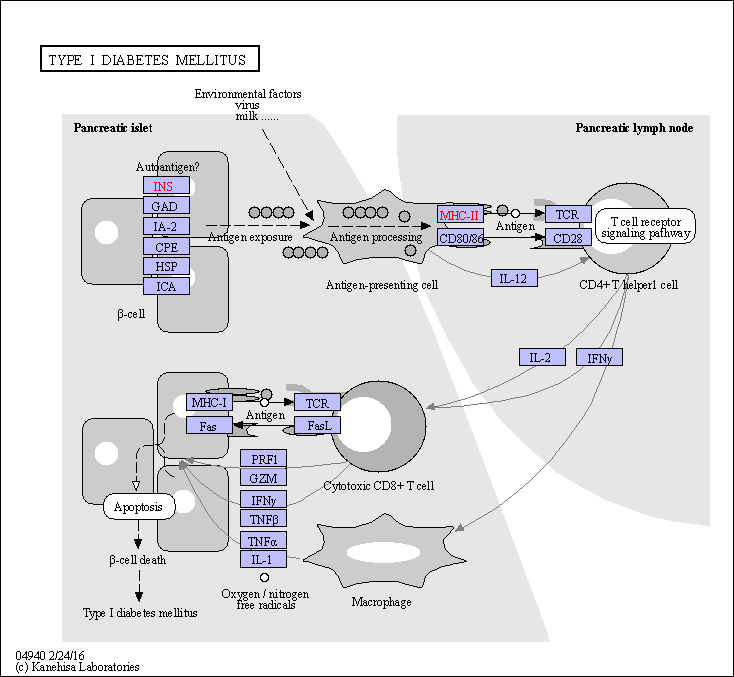 TYPE I DIABETES MELLITUS
Environmental factors
virus
milk ......
Pancreatic islet
Pancreatic lymph node
Autoantigen?
INS
GAD
IA-2
CPE
HSP
ICA
β-cell
Antigen exposure
Antigen processing
MHC-II
CD80/86
Antigen
TCR
CD28
T cell receptor
signaling pathway
Antigen-presenting cell
IL-12
CD4+ T helper1 cell
IL-2
IFNγ
MHC-I
Fas
Antigen
TCR
FasL
PRF1
GZM
IFNγ
TNFβ
TNFα
IL-1
Cytotoxic CD8+ T cell
Apoptosis
β-cell death
Type I diabetes mellitus
Oxygen / nitrogen
free radicals
Macrophage
04940 2/24/16
(c) Kanehisa Laboratories